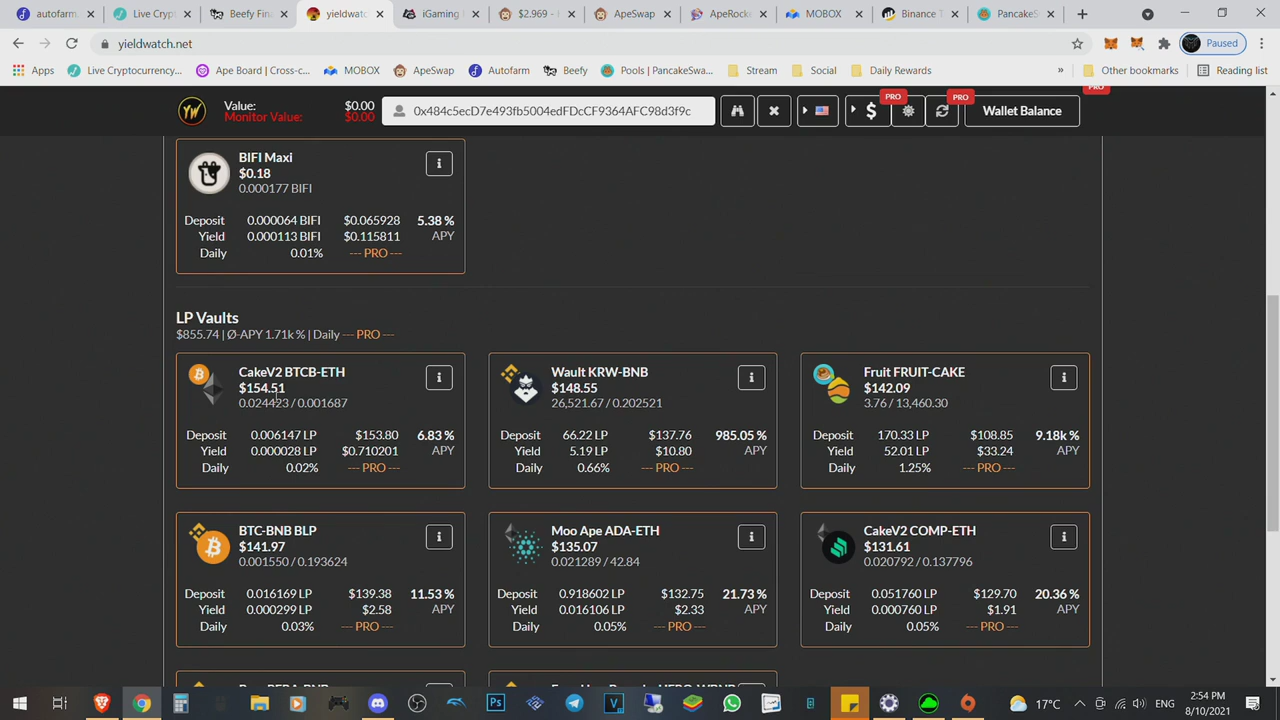 autofarm
Live Crypt
Beefy Fin
yieldwatc
iGaming
$2.969 -
ApeSwap
ApeRock
MOBOX
Binance T
PancakeS
yieldwatch.net
Paused
Apps
Live Cryptocurrency...
Ape Board | Cross-c...
MOBOX
ApeSwap
Autofarm
Beefy
Pools | PancakeSwa...
Stream
Social
Daily Rewards
»
Other bookmarks
Reading list
Value: $0.00
Monitor Value: $0.00
0x484c5ecD7e493fb5004edFDcCF9364AFC98d3f9c
$
PRO
PRO
Wallet Balance
PRO
BIFI Maxi
$0.18
0.000177 BIFI
Deposit 0.000064 BIFI $0.065928 5.38 %
Yield 0.000113 BIFI $0.115811 APY
Daily 0.01% --- PRO ---
LP Vaults
$855.74 | Ø-APY 1.71k % | Daily --- PRO ---
CakeV2 BTCB-ETH
$154.51
0.024423 / 0.001687
Deposit 0.006147 LP $153.80 6.83 %
Yield 0.000028 LP $0.710201 APY
Daily 0.02% --- PRO ---
Wault KRW-BNB
$148.55
26,521.67 / 0.202521
Deposit 66.22 LP $137.76 985.05 %
Yield 5.19 LP $10.80 APY
Daily 0.66% --- PRO ---
Fruit FRUIT-CAKE
$142.09
3.76 / 13,460.30
Deposit 170.33 LP $108.85 9.18k %
Yield 52.01 LP $33.24 APY
Daily 1.25% --- PRO ---
BTC-BNB BLP
$141.97
0.001550 / 0.193624
Deposit 0.016169 LP $139.38 11.53 %
Yield 0.000299 LP $2.58 APY
Daily 0.03% --- PRO ---
Moo Ape ADA-ETH
$135.07
0.021289 / 42.84
Deposit 0.918602 LP $132.75 21.73 %
Yield 0.016106 LP $2.33 APY
Daily 0.05% --- PRO ---
CakeV2 COMP-ETH
$131.61
0.020792 / 0.137796
Deposit 0.051760 LP $129.70 20.36 %
Yield 0.000760 LP $1.91 APY
Daily 0.05% --- PRO ---
17°C
ENG
2:54 PM
8/10/2021